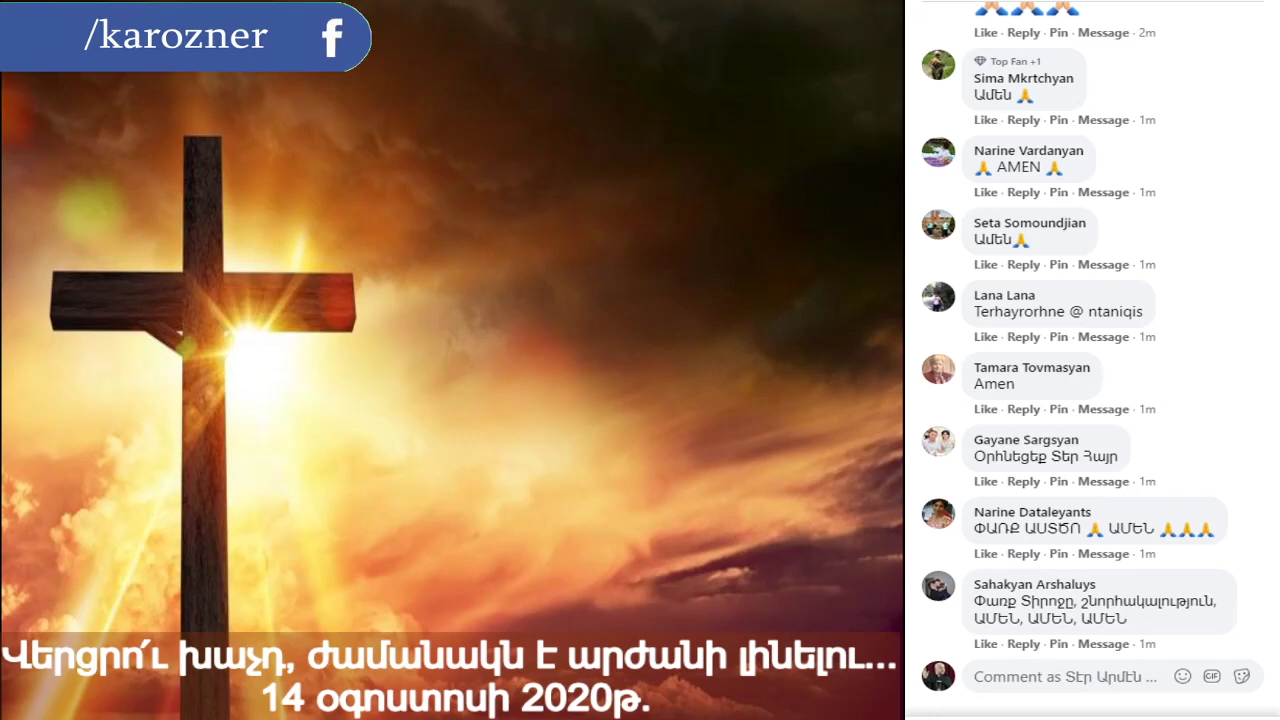 /karozner f
Վերցրո՛ւ խաչդ, ժամանակն է արժանի լինելու...
14 օգոստոսի 2020թ.
Like · Reply · Pin · Message · 2m
Top Fan +1
Sima Mkrtchyan
Ամեն 🙏
Like · Reply · Pin · Message · 1m
Narine Vardanyan
🙏 AMEN 🙏
Like · Reply · Pin · Message · 1m
Seta Somoundjian
Ամեն🙏
Like · Reply · Pin · Message · 1m
Lana Lana
Terhayrorhne @ ntaniqis
Like · Reply · Pin · Message · 1m
Tamara Tovmasyan
Amen
Like · Reply · Pin · Message · 1m
Gayane Sargsyan
Օրհնեցեք Տեր Հայր
Like · Reply · Pin · Message · 1m
Narine Dataleyants
ՓԱՌՔ ԱՍՏԾՈ 🙏 ԱՄԵՆ 🙏🙏🙏
Like · Reply · Pin · Message · 1m
Sahakyan Arshaluys
Փառք Տիրոջը, շնորհակալություն,
ԱՄԵՆ, ԱՄԵՆ, ԱՄԵՆ
Like · Reply · Pin · Message · 1m
Comment as Տէր Արմէն ...
GIF